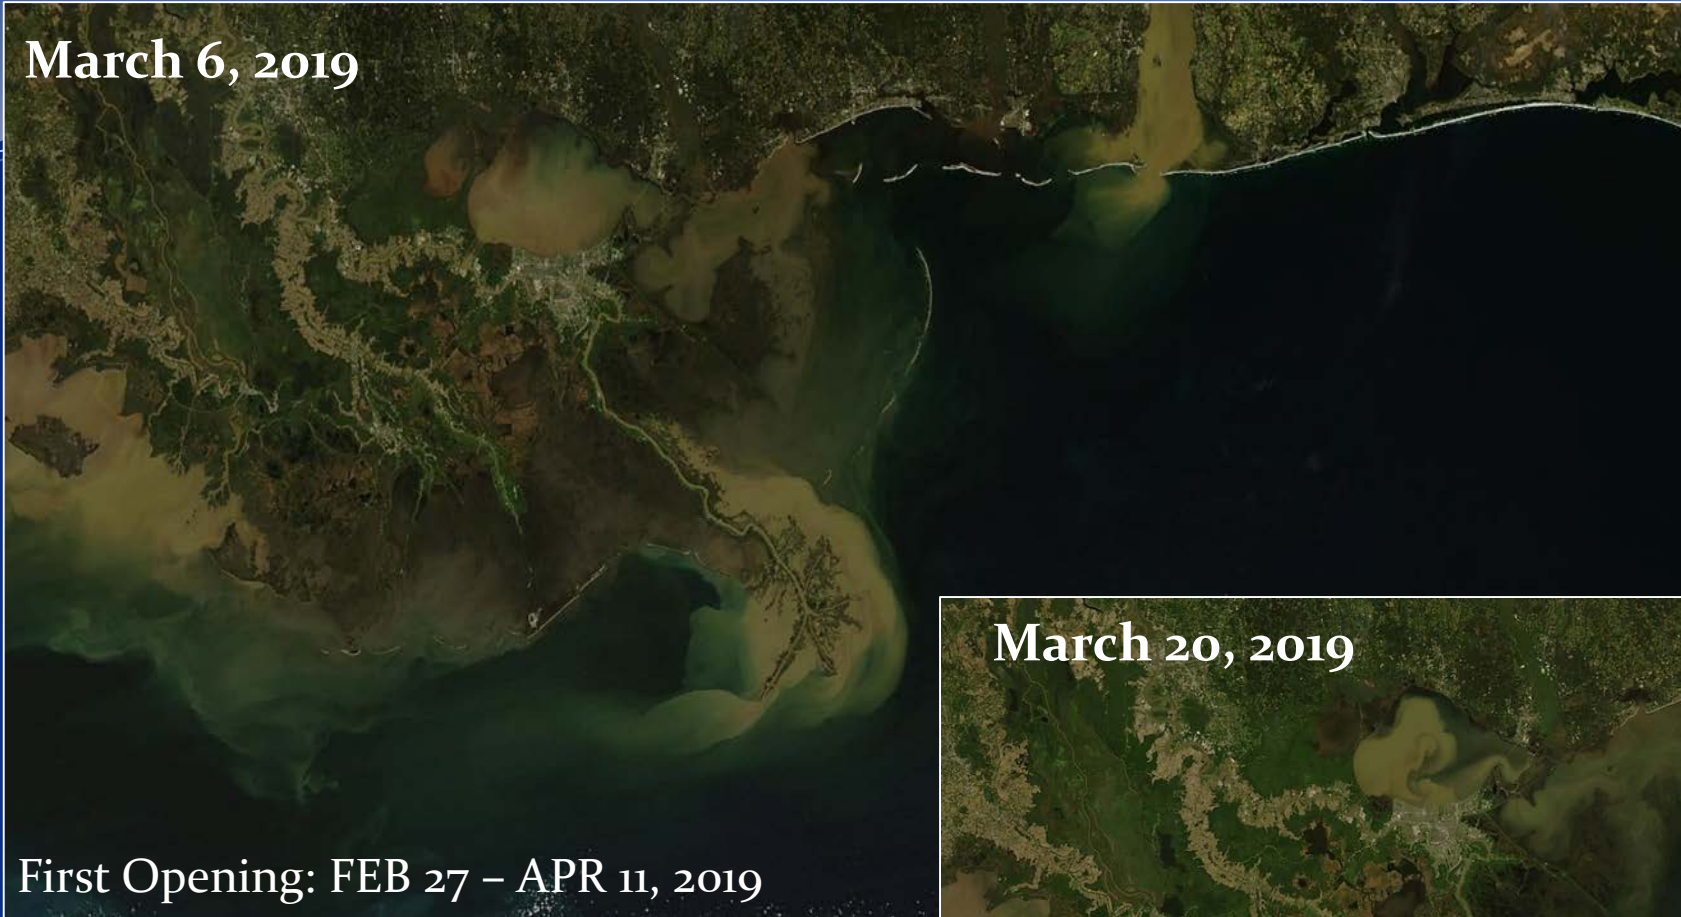 March 6, 2019
March 20, 2019
First Opening: FEB 27 – APR 11, 2019